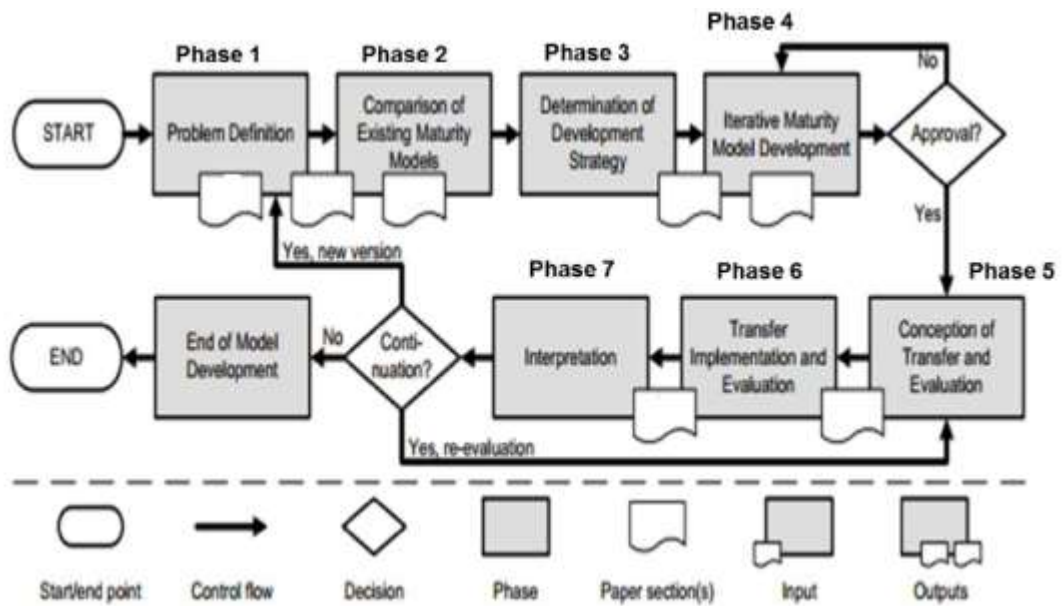 Phase 1
Phase 2
Phase 3
Phase 4
START
Problem Definition
Comparison of
Existing Maturity
Models
Determination of
Development
Strategy
Iterative Maturity
Model Development
No
Approval?
Yes
Yes, new version
Phase 7
Phase 6
Phase 5
END
End of Model
Development
No
Conti-
nuation?
Interpretation
Transfer
Implementation and
Evaluation
Conception of
Transfer and
Evaluation
Yes, re-evaluation
Start/end point
Control flow
Decision
Phase
Paper section(s)
Input
Outputs